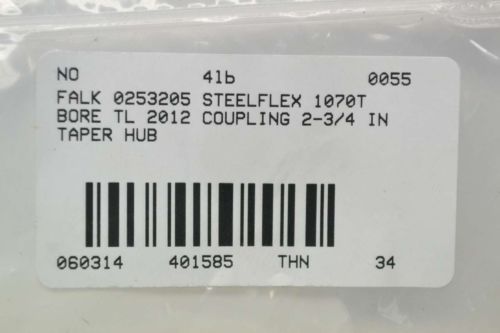 NO 4lb 0055
FALK 0253205 STEELFLEX 1070T
BORE TL 2012 COUPLING 2-3/4 IN
TAPER HUB
060314 401585 THN 34